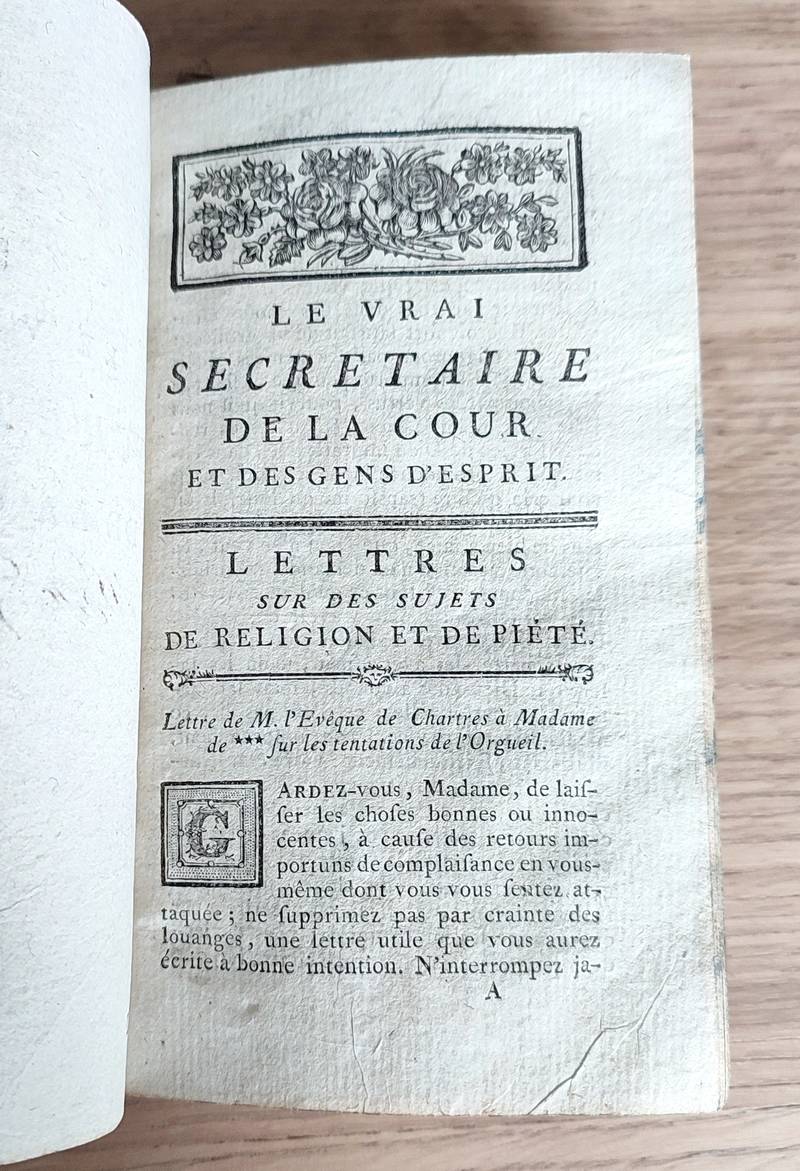 LE VRAI
SECRETAIRE
DE LA COUR
ET DES GENS D'ESPRIT.
LETTRES
SUR DES SUJETS
DE RELIGION ET DE PIÉTÉ.
Lettre de M. l'Evêque de Chartres à Madame
de *** ſur les tentations de l'Orgueil.
GARDEZ-vous, Madame, de laiſ-
ſer les choſes bonnes ou inno-
centes, à cauſe des retours im-
portuns de complaiſance en vous-
même dont vous vous ſentez at-
taquée; ne ſupprimez pas par crainte des
louanges, une lettre utile que vous aurez
écrite à bonne intention. N'interrompez ja-
A